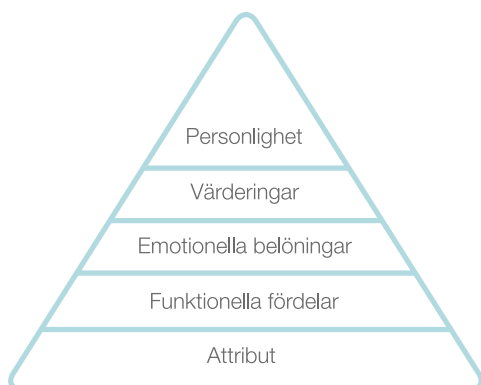 Personlighet
Värderingar
Emotionella belöningar
Funktionella fördelar
Attribut